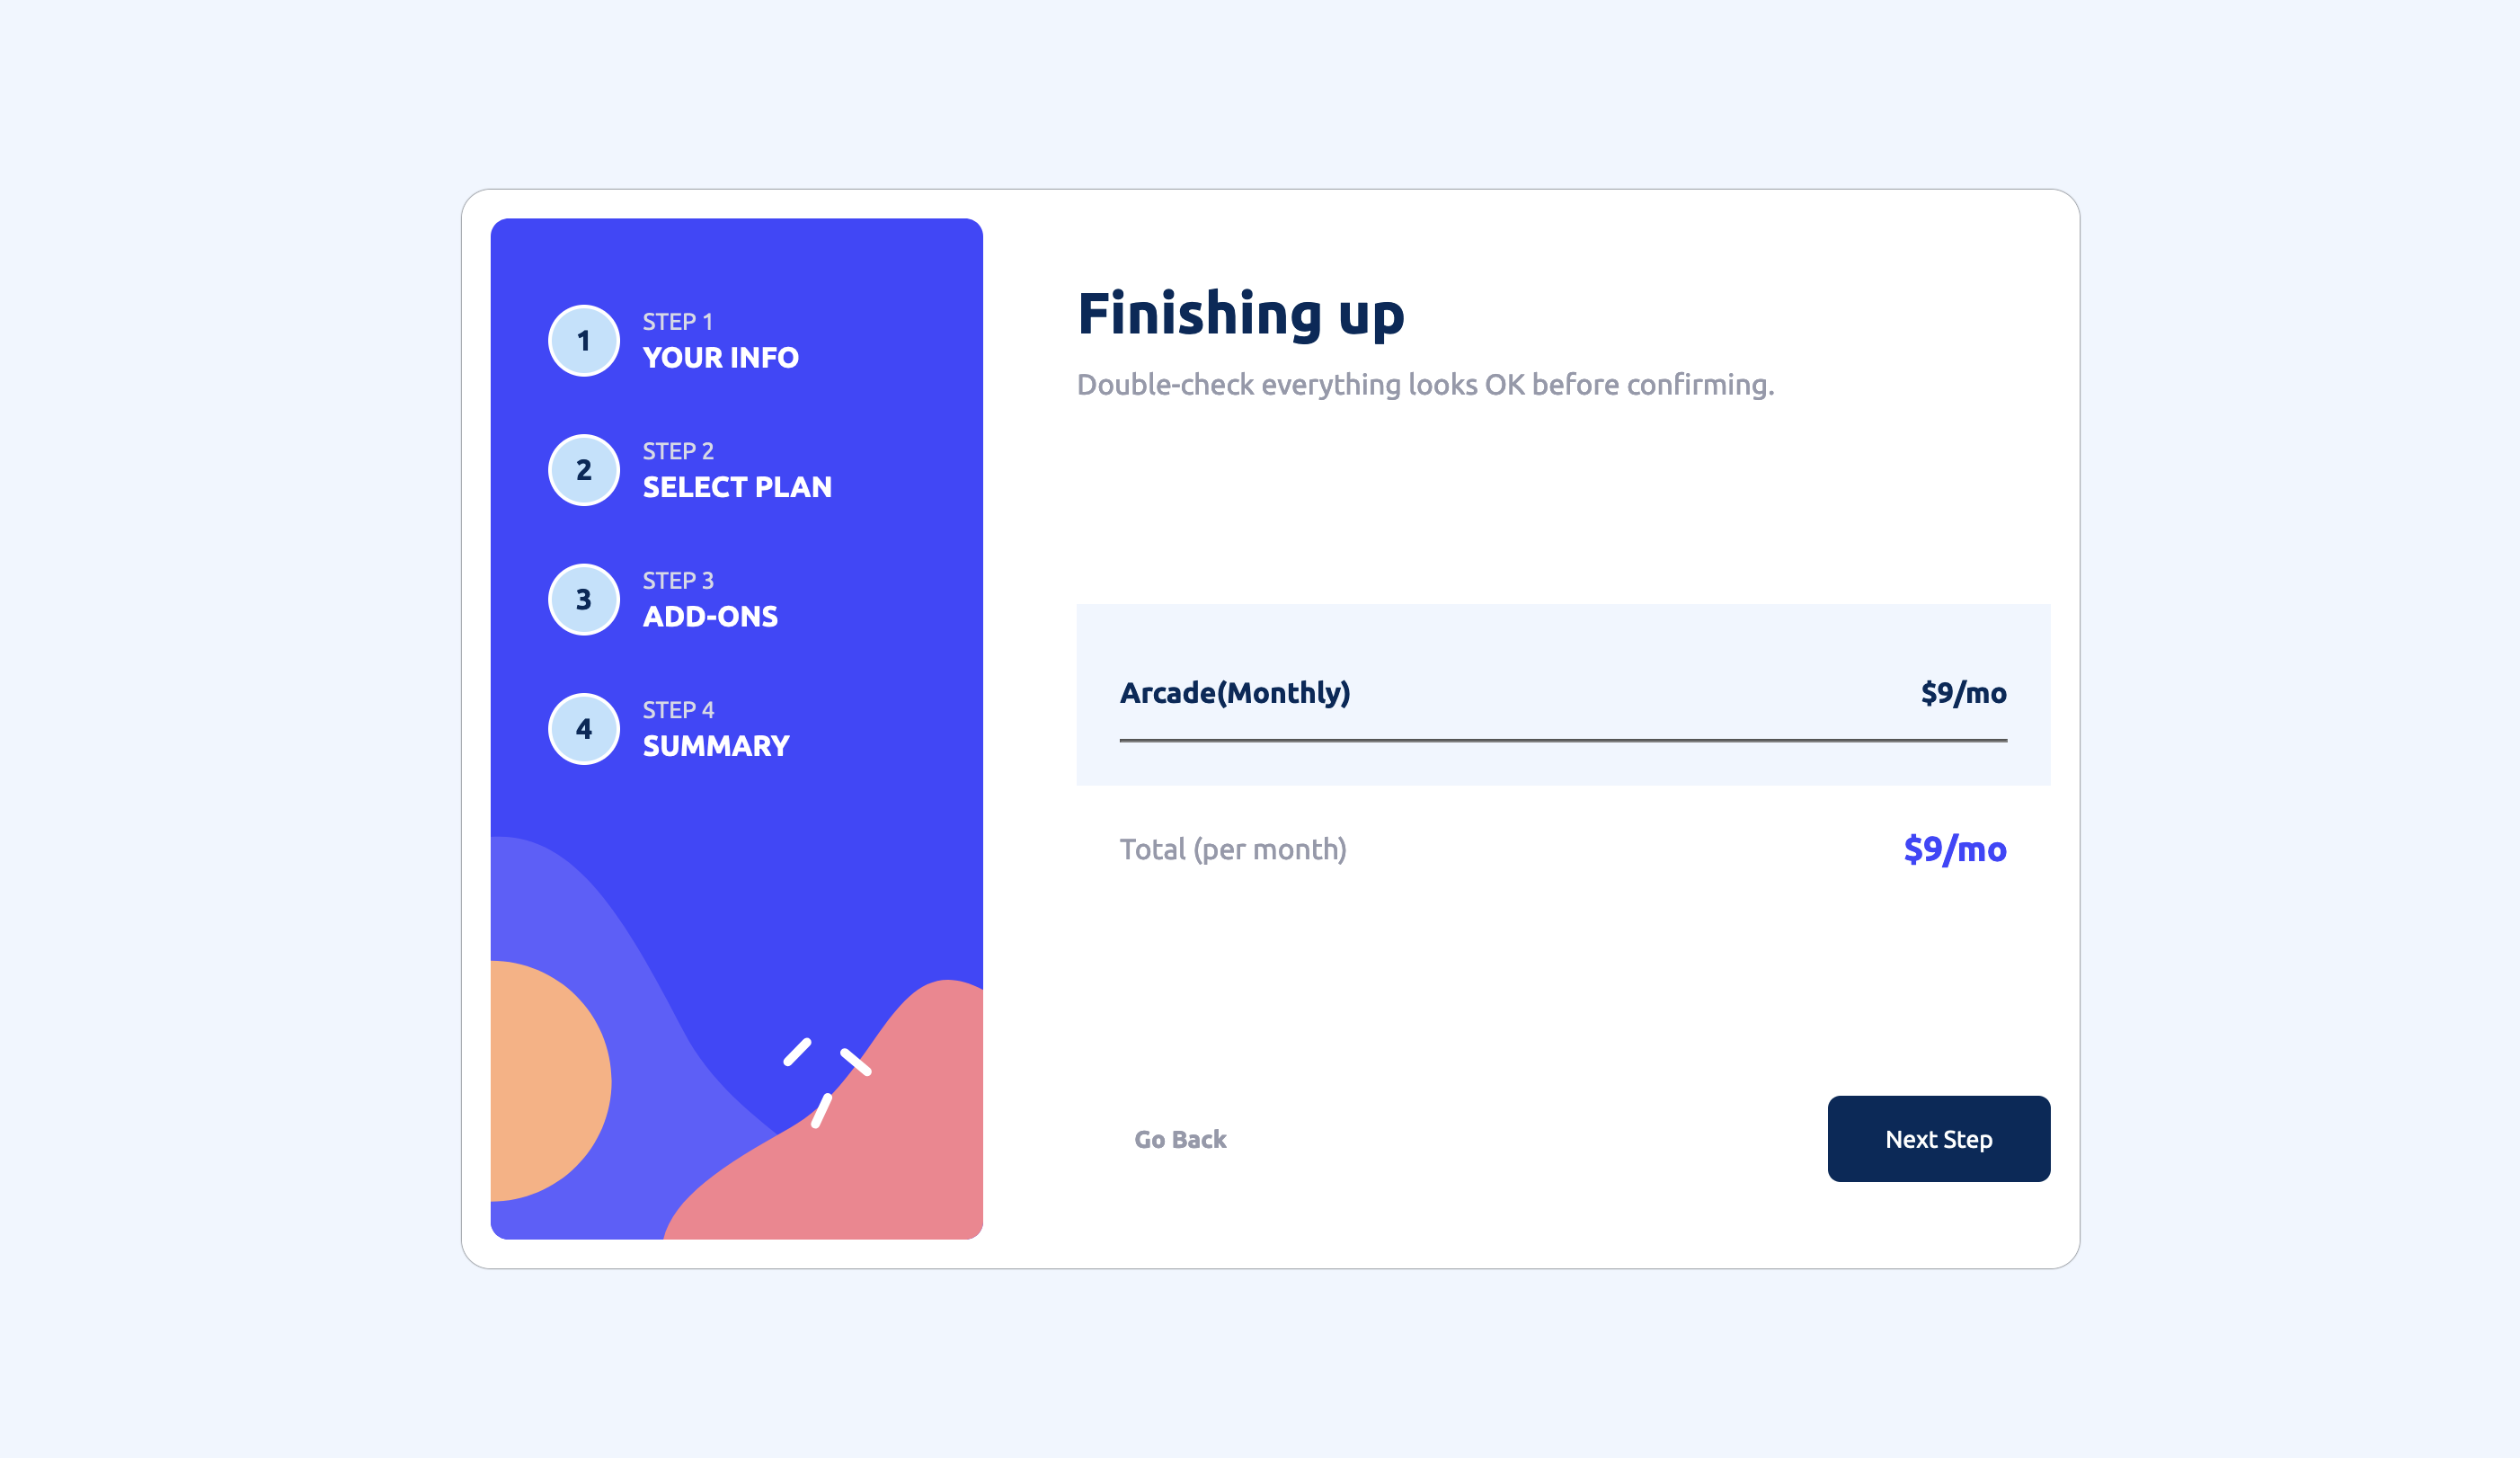 1
STEP 1
YOUR INFO
2
STEP 2
SELECT PLAN
3
STEP 3
ADD-ONS
4
STEP 4
SUMMARY
Finishing up
Double-check everything looks OK before confirming.
Arcade(Monthly) $9/mo
Total (per month) $9/mo
Go Back Next Step